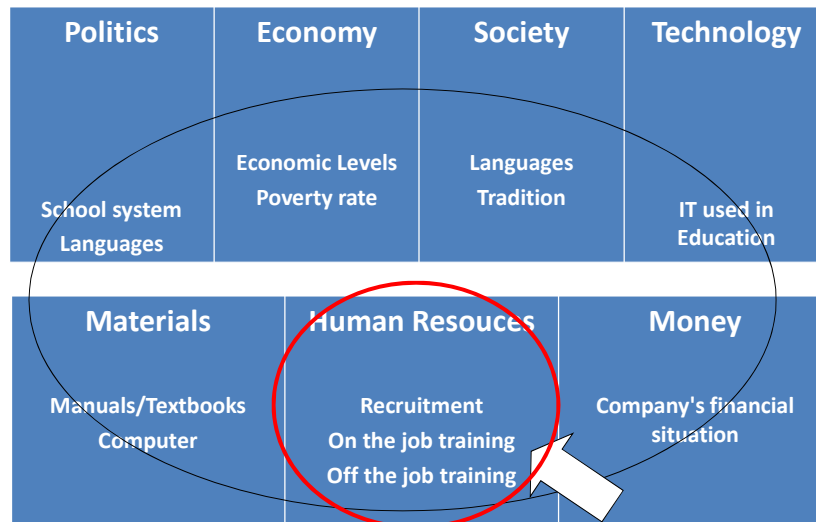 Politics
Economy
Society
Technology
School system
Languages
Economic Levels
Poverty rate
Languages
Tradition
IT used in
Education
Materials
Human Resouces
Money
Manuals/Textbooks
Computer
Recruitment
On the job training
Off the job training
Company's financial
situation